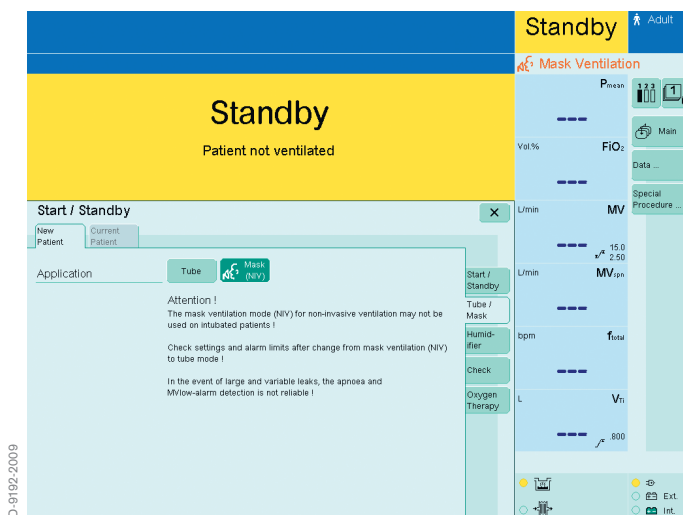 Standby
Adult
Mask Ventilation
Standby
Patient not ventilated
Pmean
---
1 2 3
1
Main
Vol.%
FiO2
---
Data ...
Special
Procedure ...
Start / Standby
×
L/min
MV
---
15.0
2.50
New
Patient
Current
Patient
Application
Tube
Mask
(NIV)
Attention !
The mask ventilation mode (NIV) for non-invasive ventilation may not be
used on intubated patients !
Check settings and alarm limits after change from mask ventilation (NIV)
to tube mode !
In the event of large and variable leaks, the apnoea and
MVlow-alarm detection is not reliable !
Start /
Standby
Tube /
Mask
Humid-
ifier
Check
Oxygen
Therapy
L/min
MVspn
---
bpm
ftotal
---
L
VTi
---
.800
Ext.
Int.
D-9192-2009